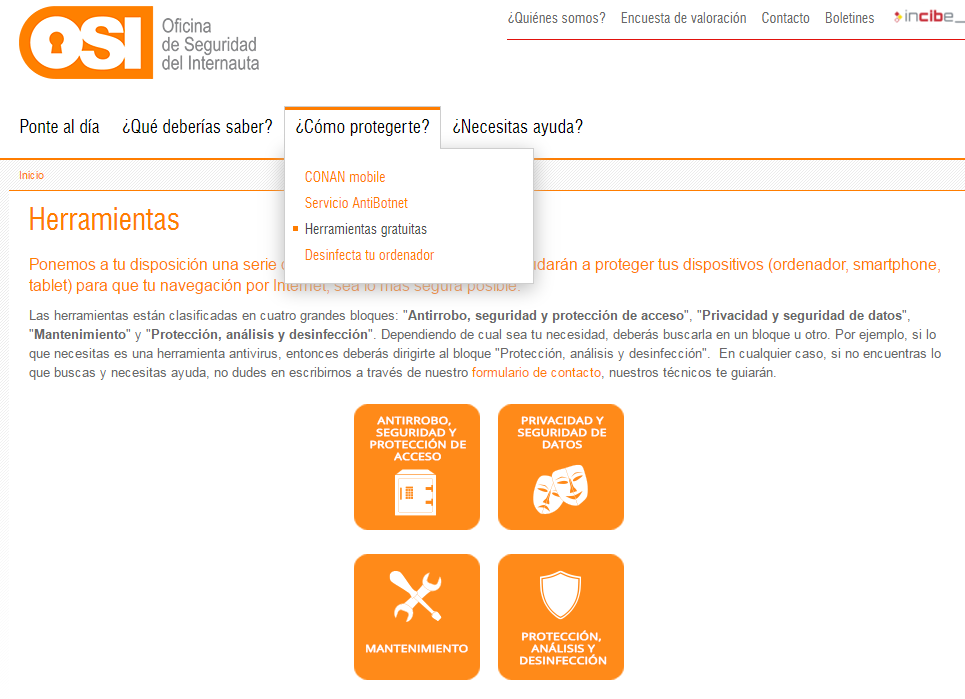 OSI
Oficina
de Seguridad
del Internauta
¿Quiénes somos? Encuesta de valoración Contacto Boletines incibe_
Ponte al día ¿Qué deberías saber? ¿Cómo protegerte? ¿Necesitas ayuda?
CONAN mobile
Servicio AntiBotnet
Herramientas gratuitas
Desinfecta tu ordenador
Inicio
Herramientas
Ponemos a tu disposición una serie darán a proteger tus dispositivos (ordenador, smartphone,
tablet) para que tu navegación por Internet, sea lo más segura posible.
Las herramientas están clasificadas en cuatro grandes bloques: "Antirrobo, seguridad y protección de acceso", "Privacidad y seguridad de datos",
"Mantenimiento" y "Protección, análisis y desinfección". Dependiendo de cual sea tu necesidad, deberás buscarla en un bloque u otro. Por ejemplo, si lo
que necesitas es una herramienta antivirus, entonces deberás dirigirte al bloque "Protección, análisis y desinfección". En cualquier caso, si no encuentras lo
que buscas y necesitas ayuda, no dudes en escribirnos a través de nuestro formulario de contacto, nuestros técnicos te guiarán.
ANTIRROBO,
SEGURIDAD Y
PROTECCIÓN DE
ACCESO
PRIVACIDAD Y
SEGURIDAD DE
DATOS
MANTENIMIENTO
PROTECCIÓN,
ANÁLISIS Y
DESINFECCIÓN